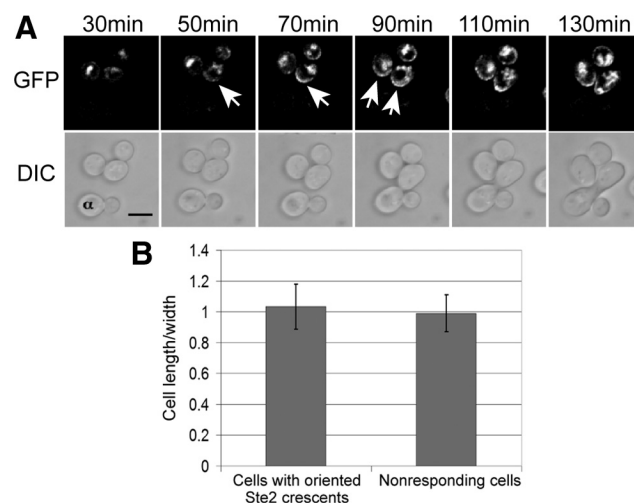 A
30min 50min 70min 90min 110min 130min
GFP
DIC
α
B
1.4
1.2
1
0.8
0.6
0.4
0.2
0
Cell length/width
Cells with oriented Nonresponding cells
Ste2 crescents